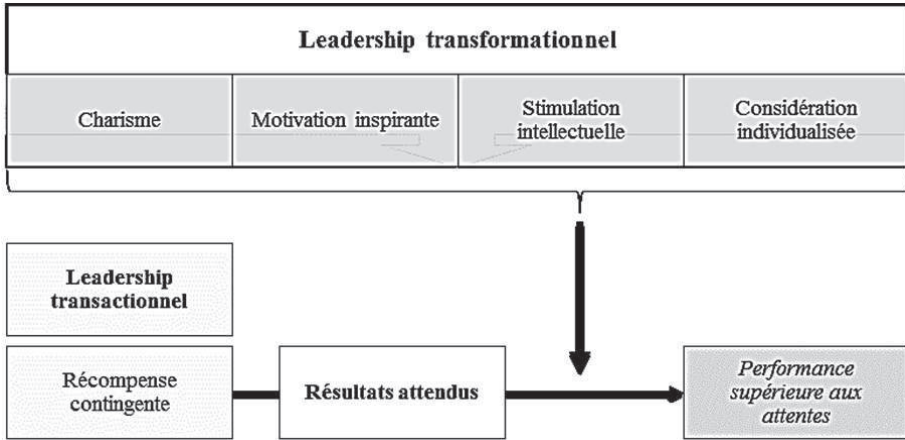 Leadership transformationnel
Charisme
Motivation inspirante
Stimulation
intellectuelle
Considération
individualisée
Leadership
transactionnel
Récompense
contingente
Résultats attendus
Performance
supérieure aux
attentes